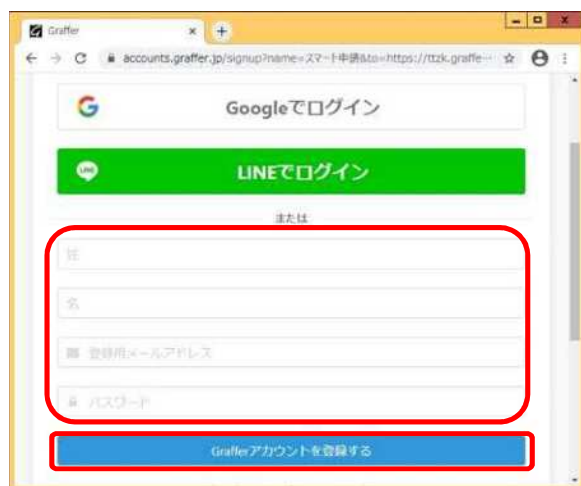 Graffer
accounts.graffer.jp/signup?name=スマート申請&to=https://ttzk.graffe…
Googleでログイン
LINE
LINEでログイン
または
姓
名
登録用メールアドレス
パスワード
Grafferアカウントを登録する